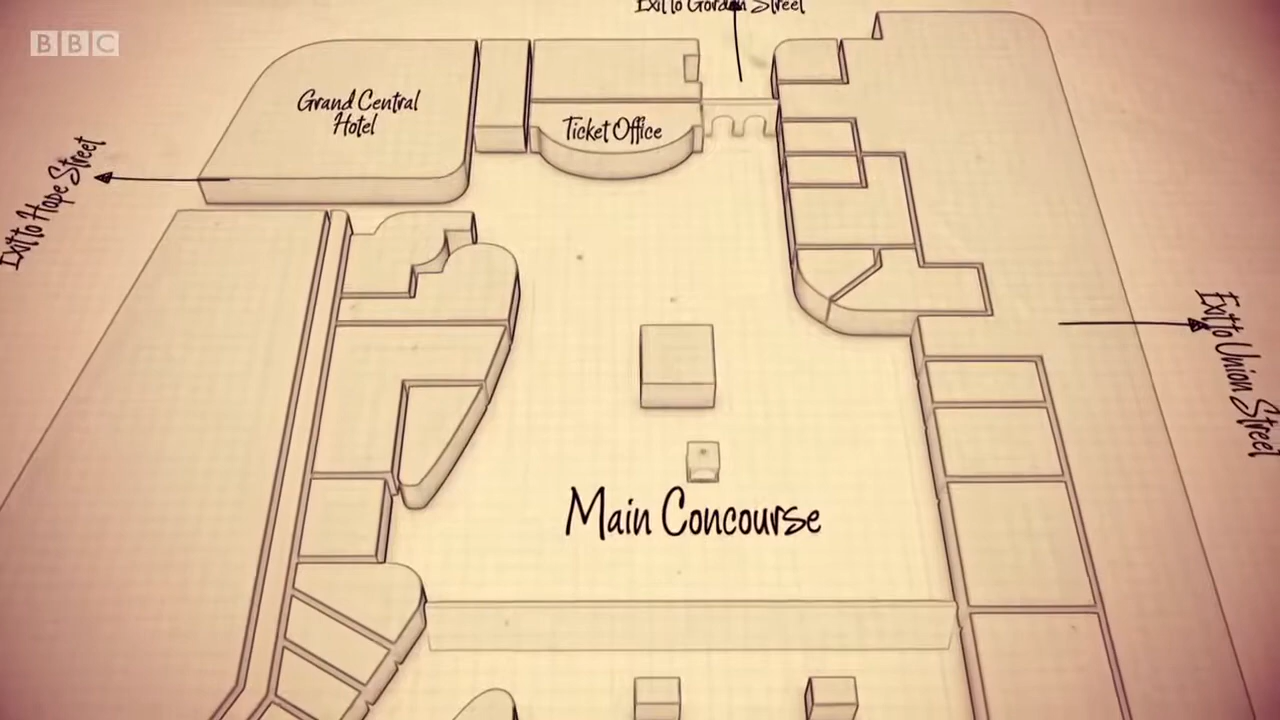 Exit to Gordon Street
BBC
Grand Central
Hotel
Ticket Office
Exit to Hope Street
Exit to Union Street
Main Concourse